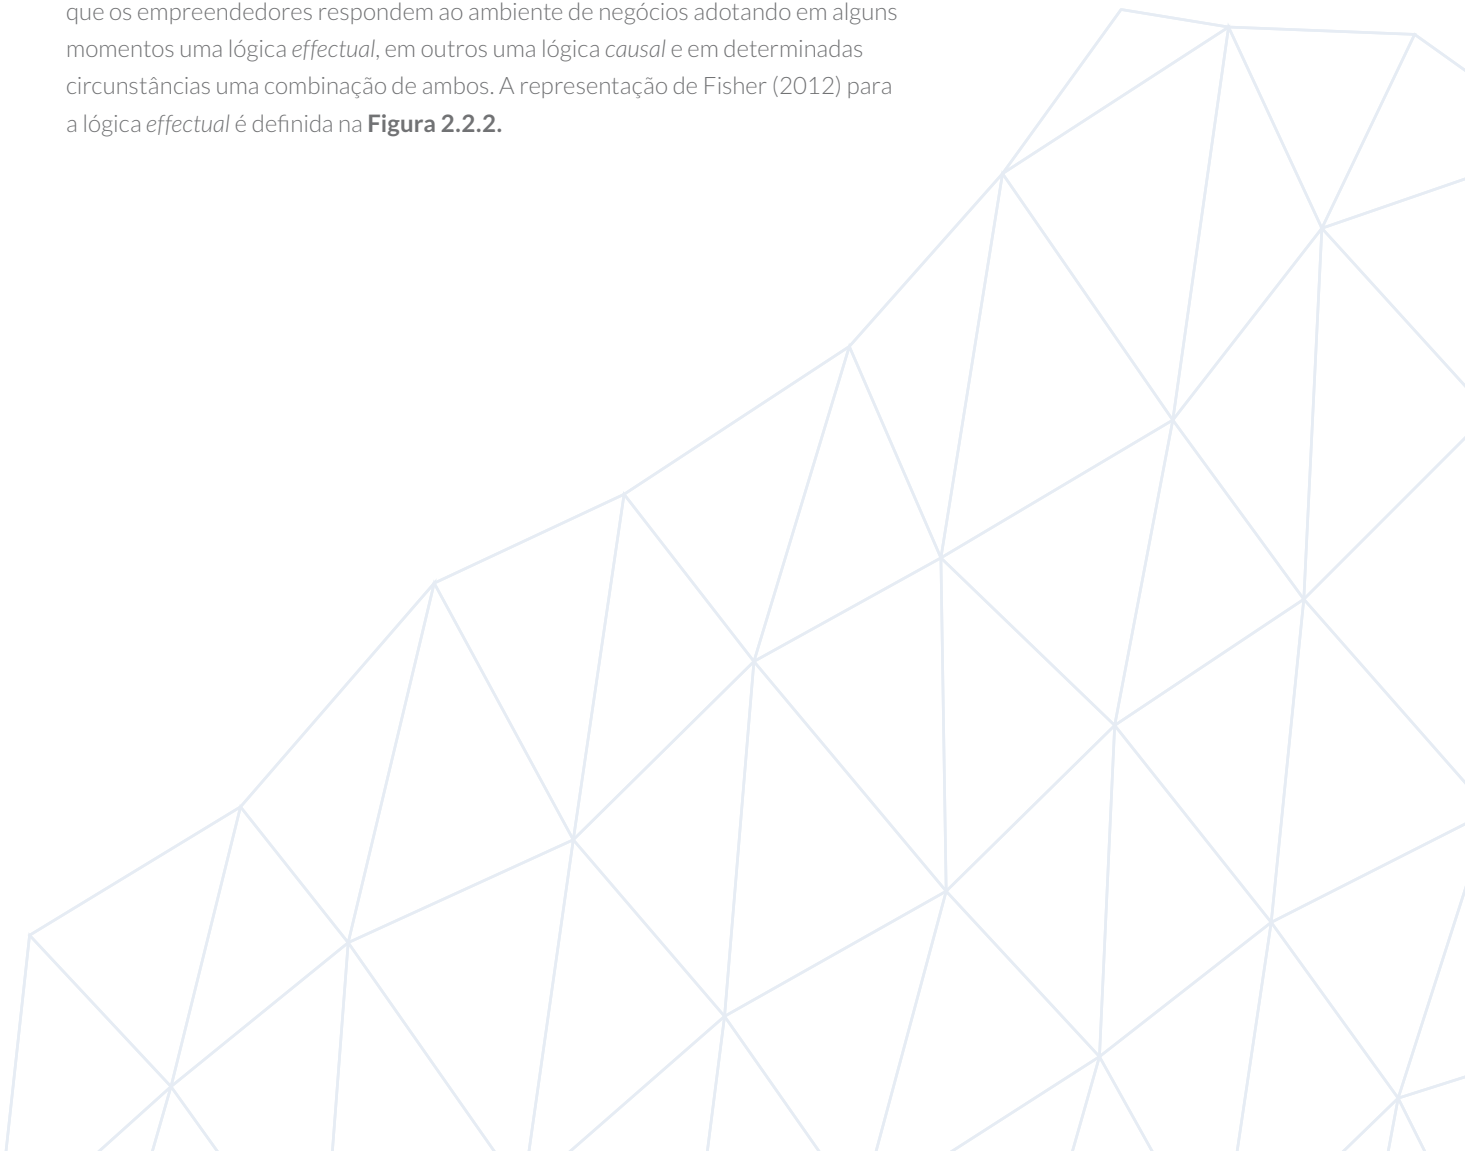 que os empreendedores respondem ao ambiente de negócios adotando em alguns
momentos uma lógica effectual, em outros uma lógica causal e em determinadas
circunstâncias uma combinação de ambos. A representação de Fisher (2012) para
a lógica effectual é definida na Figura 2.2.2.